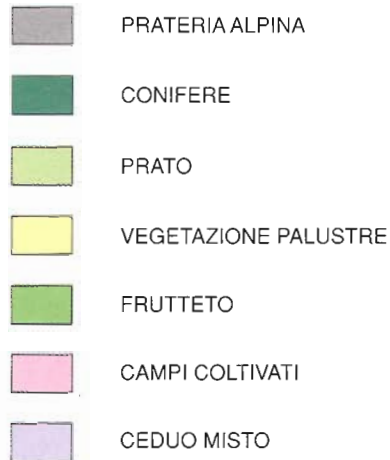 PRATERIA ALPINA
CONIFERE
PRATO
VEGETAZIONE PALUSTRE
FRUTTETO
CAMPI COLTIVATI
CEDUO MISTO